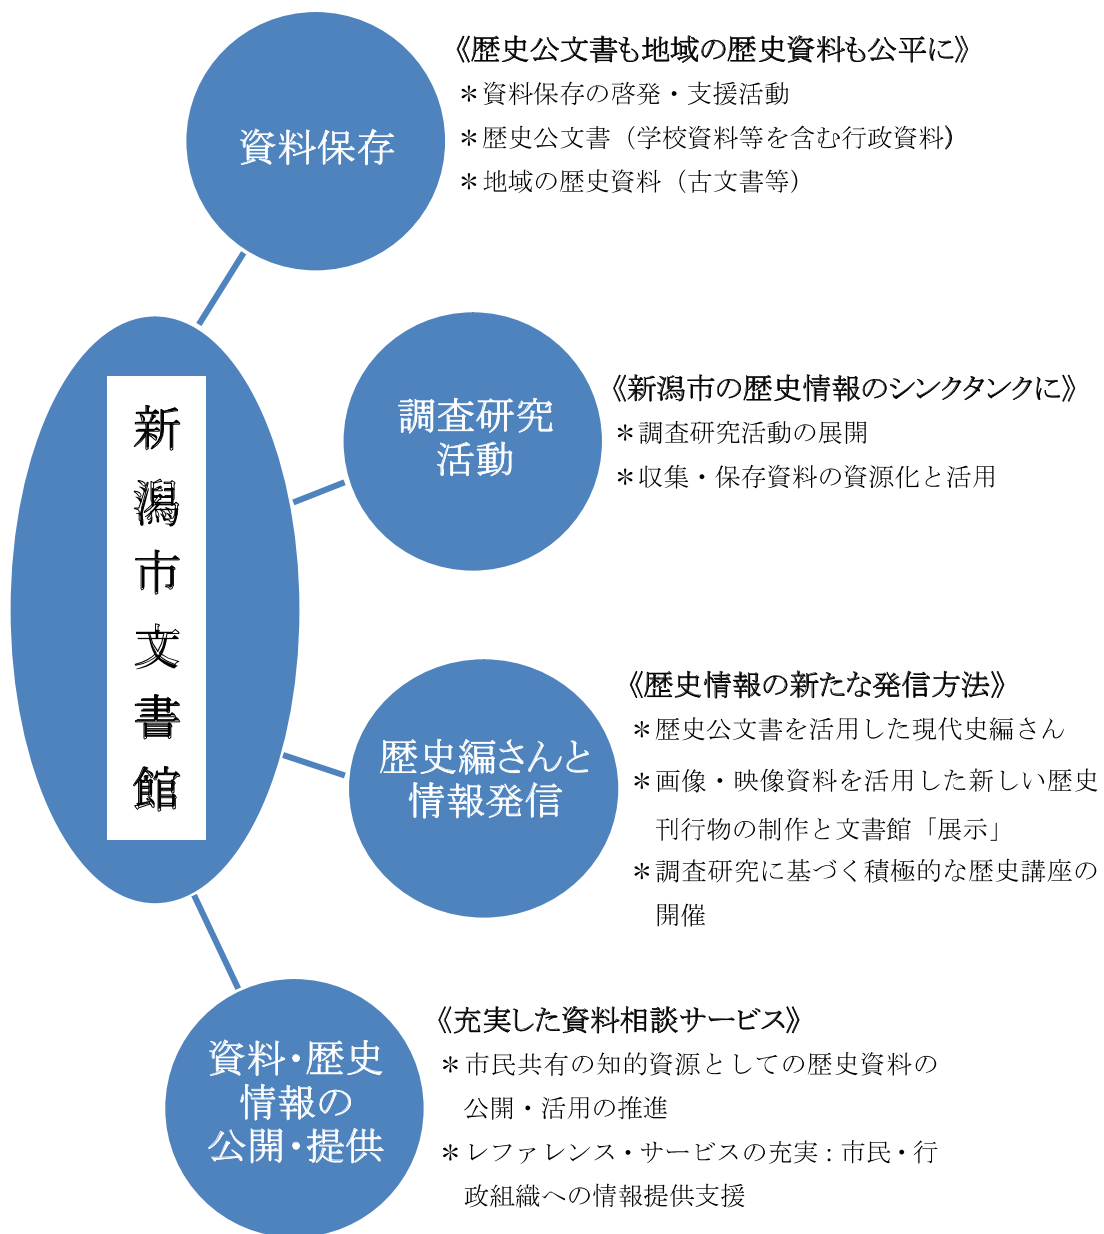 資料保存
《歴史公文書も地域の歴史資料も公平に》
＊資料保存の啓発・支援活動
＊歴史公文書（学校資料等を含む行政資料)
＊地域の歴史資料（古文書等）
新潟市文書館
調査研究
活動
《新潟市の歴史情報のシンクタンクに》
＊調査研究活動の展開
＊収集・保存資料の資源化と活用
歴史編さんと
情報発信
《歴史情報の新たな発信方法》
＊歴史公文書を活用した現代史編さん
＊画像・映像資料を活用した新しい歴史
刊行物の制作と文書館「展示」
＊調査研究に基づく積極的な歴史講座の
開催
資料・歴史
情報の
公開・提供
《充実した資料相談サービス》
＊市民共有の知的資源としての歴史資料の
公開・活用の推進
＊レファレンス・サービスの充実：市民・行
政組織への情報提供支援